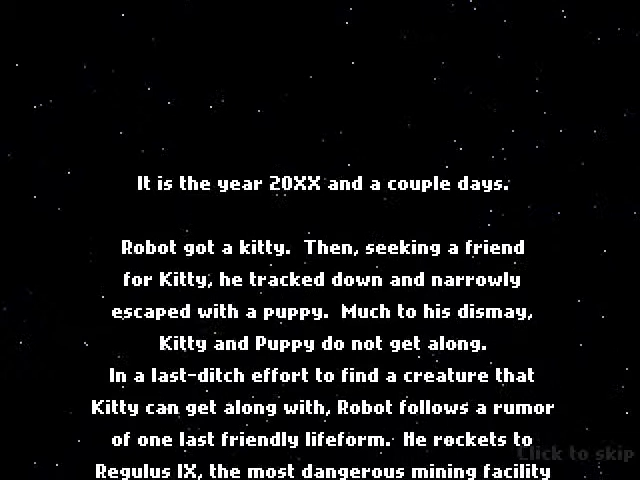 It is the year 20XX and a couple days.
Robot got a kitty.  Then, seeking a friend
for Kitty, he tracked down and narrowly
escaped with a puppy.  Much to his dismay,
Kitty and Puppy do not get along.
In a last-ditch effort to find a creature that
Kitty can get along with, Robot follows a rumor
of one last friendly lifeform.  He rockets to
Click to skip
Regulus IX, the most dangerous mining facility